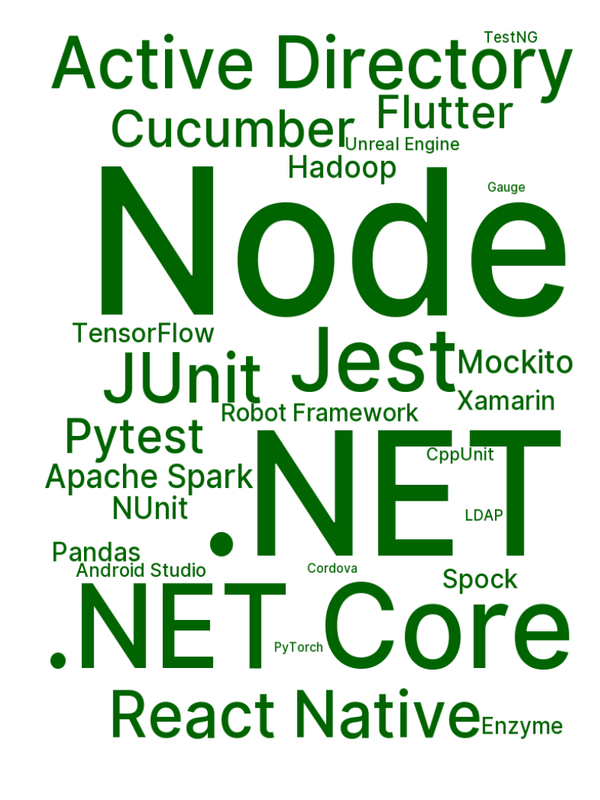 TestNG
Active Directory
Flutter
Cucumber
Unreal Engine
Hadoop
Gauge
Node
TensorFlow
Jest
JUnit
Mockito
Xamarin
Robot Framework
Pytest
CppUnit
Apache Spark
.NET
NUnit
LDAP
Pandas
Android Studio
Cordova
Spock
.NET Core
PyTorch
React Native
Enzyme